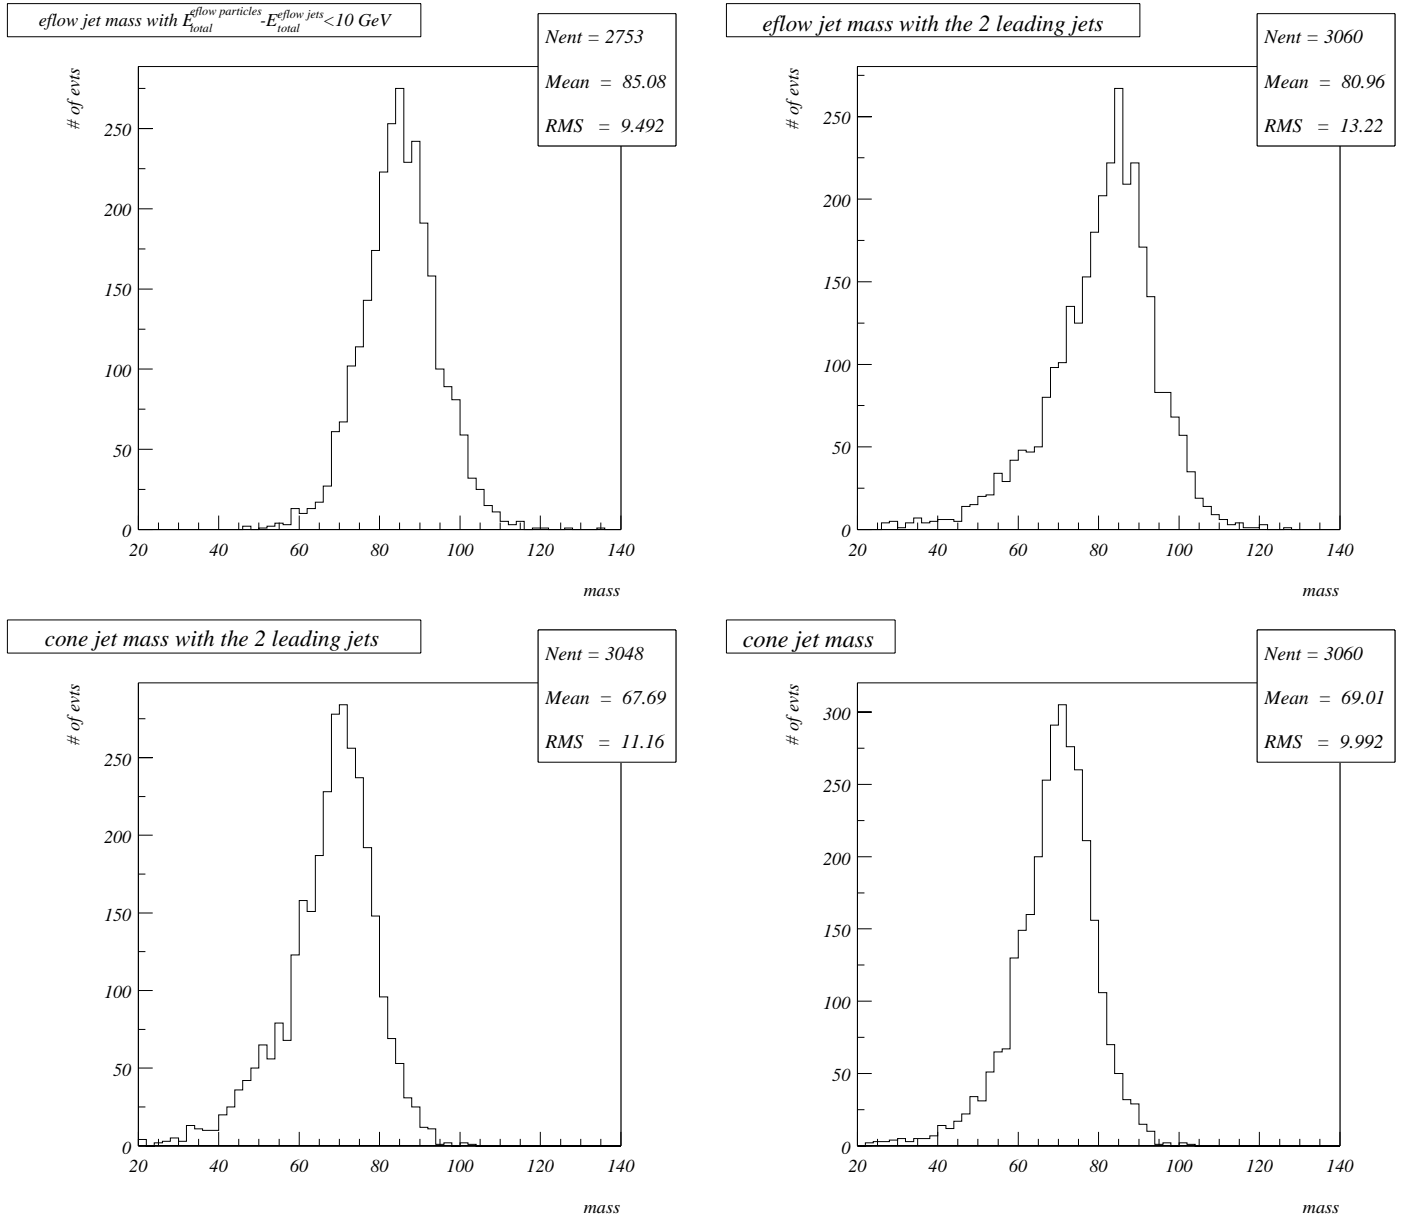 eflow jet mass with E_total^eflow particles-E_total^eflow jets<10 GeV
Nent = 2753
Mean = 85.08
RMS = 9.492
# of evts
250
200
150
100
50
0
20 40 60 80 100 120 140
mass
eflow jet mass with the 2 leading jets
Nent = 3060
Mean = 80.96
RMS = 13.22
# of evts
250
200
150
100
50
0
20 40 60 80 100 120 140
mass
cone jet mass with the 2 leading jets
Nent = 3048
Mean = 67.69
RMS = 11.16
# of evts
250
200
150
100
50
0
20 40 60 80 100 120 140
mass
cone jet mass
Nent = 3060
Mean = 69.01
RMS = 9.992
# of evts
300
250
200
150
100
50
0
20 40 60 80 100 120 140
mass